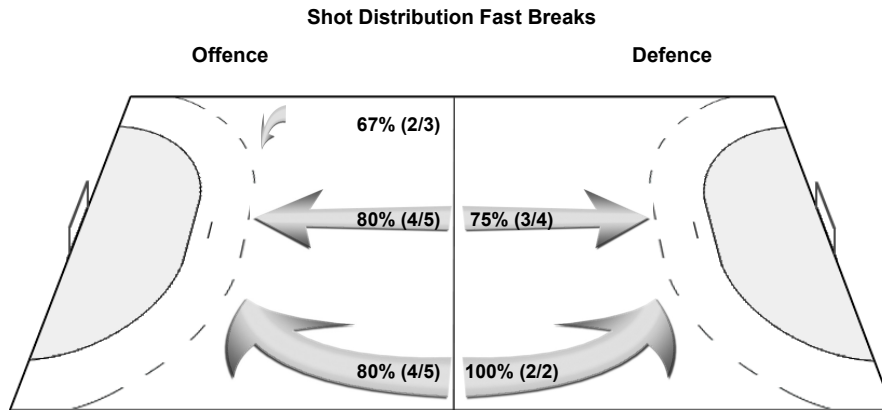 Shot Distribution Fast Breaks
Offence Defence
67% (2/3)
80% (4/5) 75% (3/4)
80% (4/5) 100% (2/2)